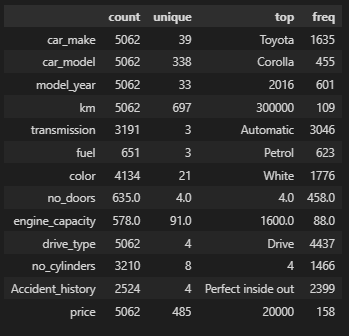 count unique top freq
car_make 5062 39 Toyota 1635
car_model 5062 338 Corolla 455
model_year 5062 33 2016 601
km 5062 697 300000 109
transmission 3191 3 Automatic 3046
fuel 651 3 Petrol 623
color 4134 21 White 1776
no_doors 635.0 4.0 4.0 458.0
engine_capacity 578.0 91.0 1600.0 88.0
drive_type 5062 4 Drive 4437
no_cylinders 3210 8 4 1466
Accident_history 2524 4 Perfect inside out 2399
price 5062 485 20000 158